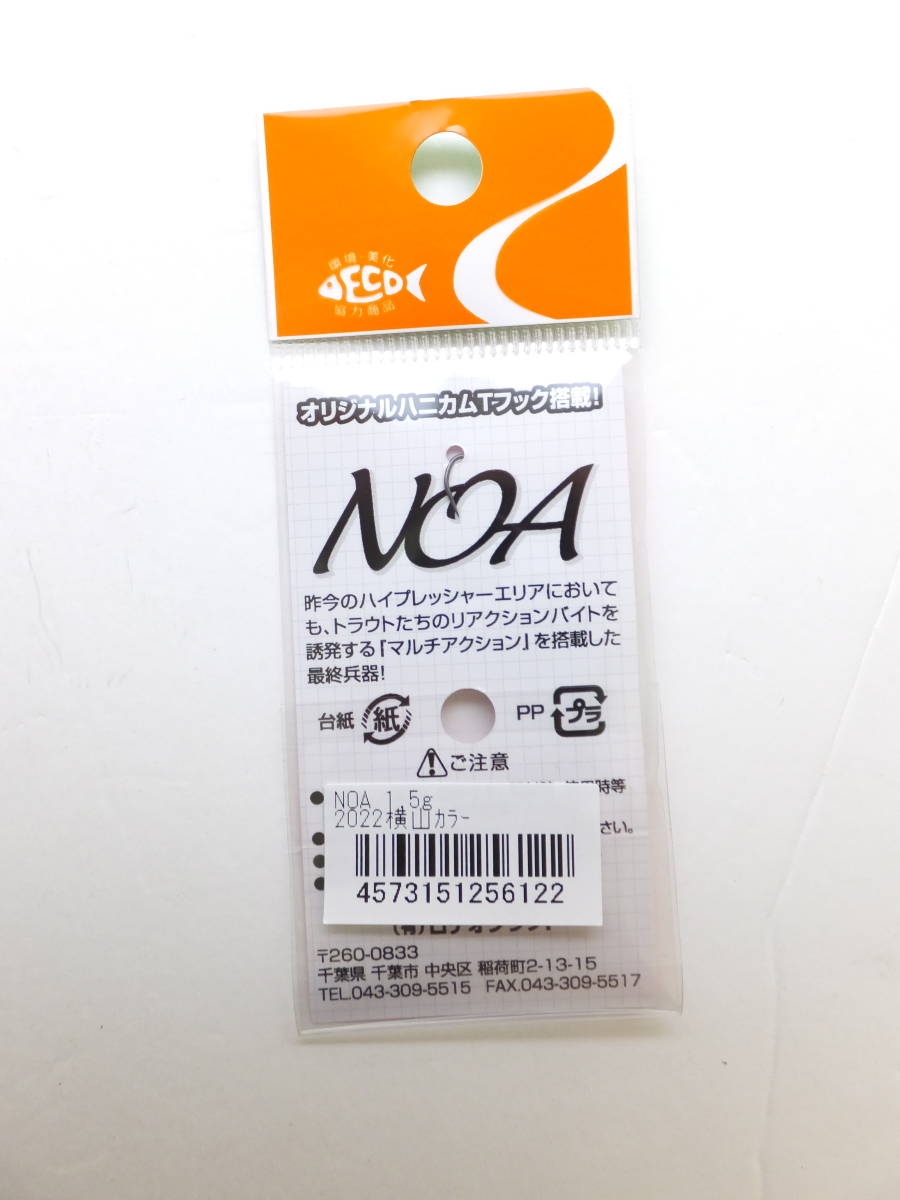 環境・美化
ECO
協力商品
オリジナルハニカムTフック搭載!
NOA
昨今のハイプレッシャーエリアにおいて
も、トラウトたちのリアクションバイトを
誘発する『マルチアクション』を搭載した
最終兵器!
台紙 紙 PP プラ
ご注意
使用時等
NOA 1.5g
2022横山カラー
さい。
4573151256122
〒260-0833
千葉県 千葉市 中央区 稲荷町2-13-15
TEL.043-309-5515 FAX.043-309-5517